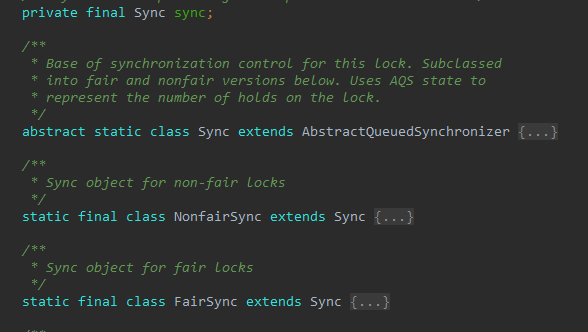 private final Sync sync;
/**
* Base of synchronization control for this lock. Subclassed
* into fair and nonfair versions below. Uses AQS state to
* represent the number of holds on the lock.
*/
abstract static class Sync extends AbstractQueuedSynchronizer {...}
/**
* Sync object for non-fair locks
*/
static final class NonfairSync extends Sync {...}
/**
* Sync object for fair locks
*/
static final class FairSync extends Sync {...}